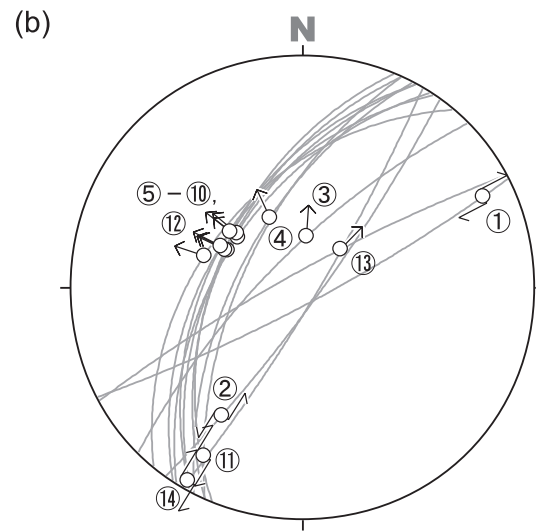 (b)
N
⑤ – ⑩,
⑫
③
④
①
⑬
②
⑪
⑭